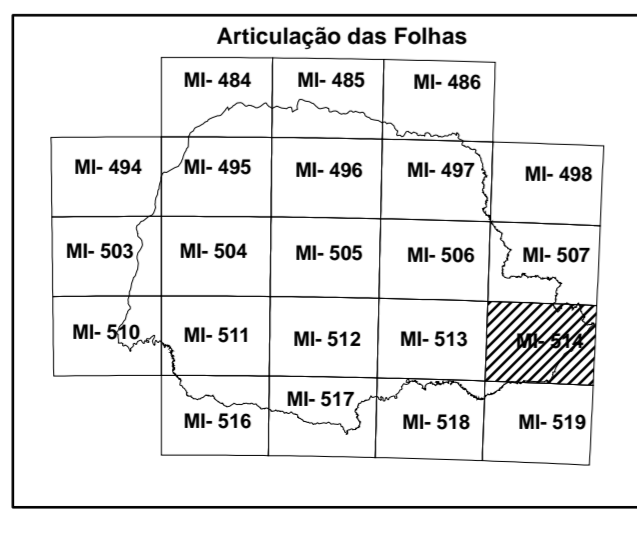 Articulação das Folhas
MI- 484 MI- 485 MI- 486
MI- 494 MI- 495 MI- 496 MI- 497 MI- 498
MI- 503 MI- 504 MI- 505 MI- 506 MI- 507
MI- 510 MI- 511 MI- 512 MI- 513 MI- 514
MI- 516 MI- 517 MI- 518 MI- 519